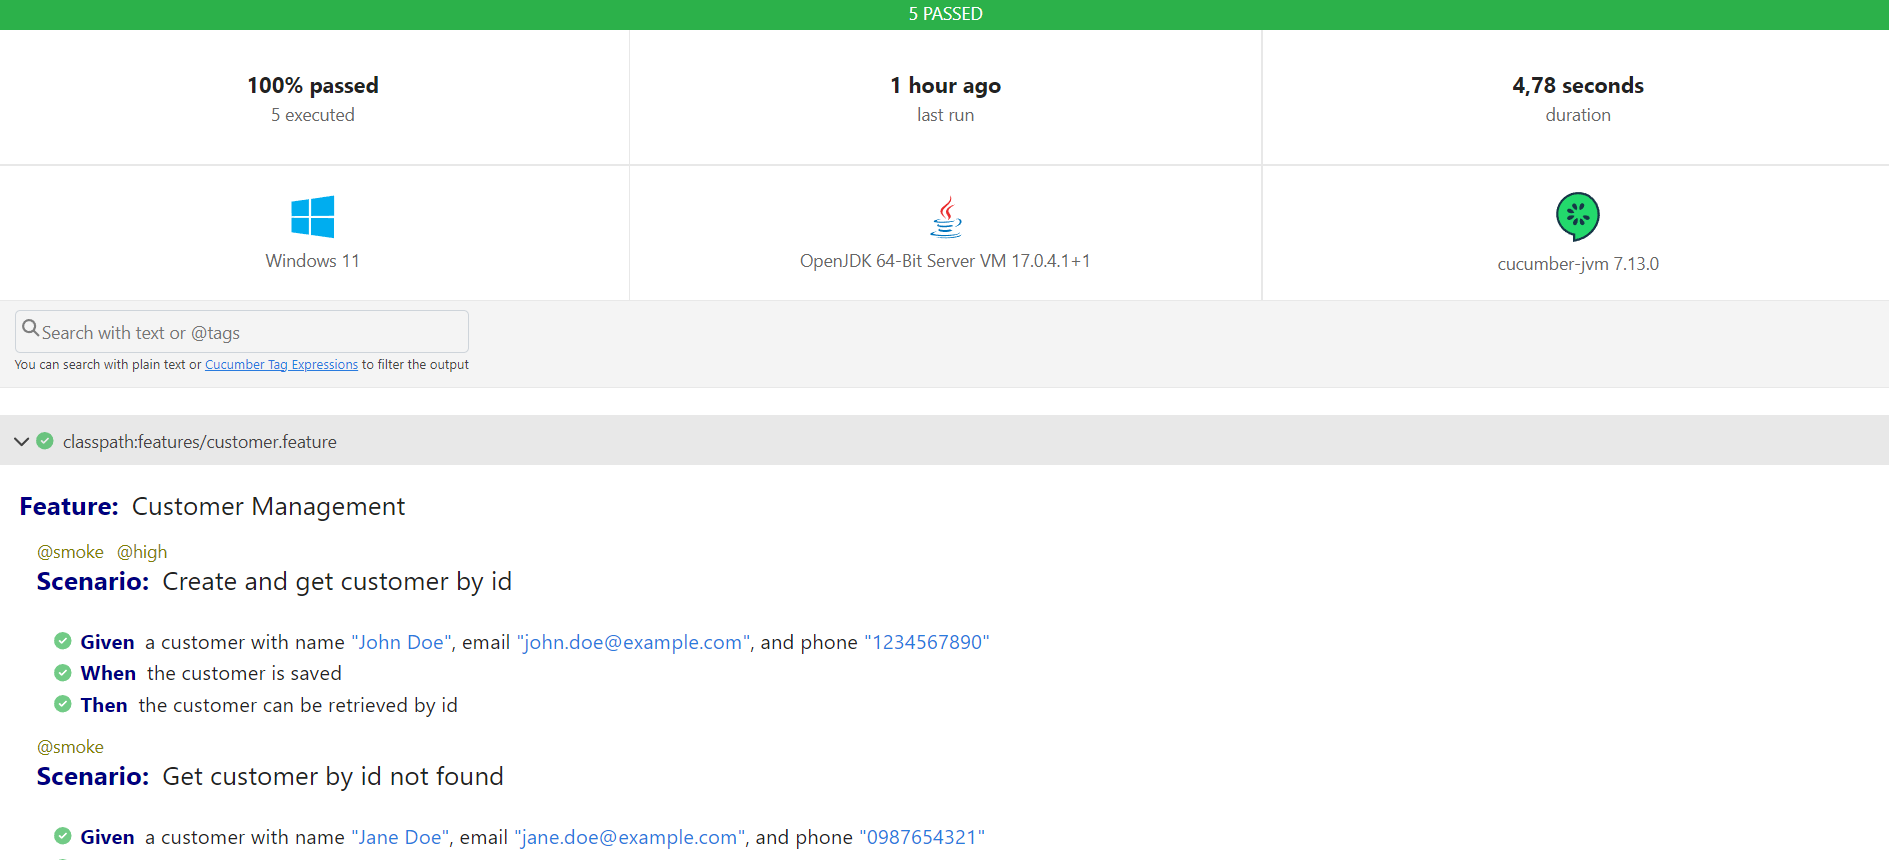 5 PASSED
100% passed
5 executed
1 hour ago
last run
4,78 seconds
duration
Windows 11
OpenJDK 64-Bit Server VM 17.0.4.1+1
cucumber-jvm 7.13.0
Search with text or @tags
You can search with plain text or Cucumber Tag Expressions to filter the output
classpath:features/customer.feature
Feature: Customer Management
@smoke @high
Scenario: Create and get customer by id
Given a customer with name "John Doe", email "john.doe@example.com", and phone "1234567890"
When the customer is saved
Then the customer can be retrieved by id
@smoke
Scenario: Get customer by id not found
Given a customer with name "Jane Doe", email "jane.doe@example.com", and phone "0987654321"